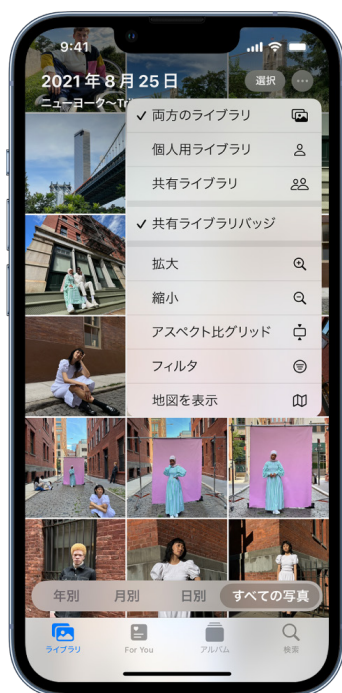 9:41
2021年8月25日
選択
ニューヨーク〜Tri
両方のライブラリ
個人用ライブラリ
共有ライブラリ
共有ライブラリバッジ
拡大
縮小
アスペクト比グリッド
フィルタ
地図を表示
年別 月別 日別 すべての写真
ライブラリ For You アルバム 検索